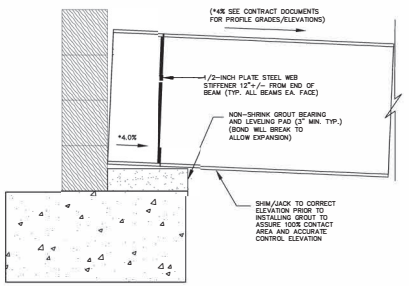 (*4% SEE CONTRACT DOCUMENTS
FOR PROFILE GRADES/ELEVATIONS)
1/2-INCH PLATE STEEL WEB
STIFFENER 12"+/- FROM END OF
BEAM (TYP. ALL BEAMS EA. FACE)
NON-SHRINK GROUT BEARING
AND LEVELING PAD (3" MIN. TYP.)
(BOND WILL BREAK TO
ALLOW EXPANSION)
*4.0%
SHIM/JACK TO CORRECT
ELEVATION PRIOR TO
INSTALLING GROUT TO
ASSURE 100% CONTACT
AREA AND ACCURATE
CONTROL ELEVATION